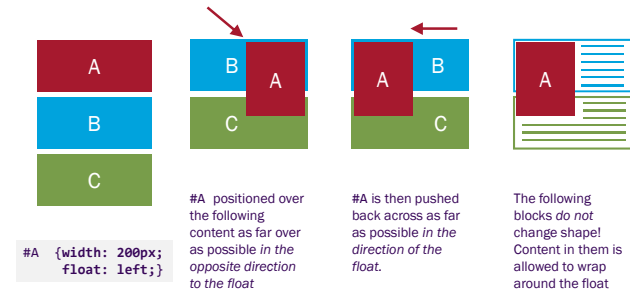 A
B
C
#A {width: 200px;
float: left;}
B
A
C
#A positioned over
the following
content as far over
as possible in the
opposite direction
to the float
A
B
C
#A is then pushed
back across as far
as possible in the
direction of the
float.
A
The following
blocks do not
change shape!
Content in them is
allowed to wrap
around the float